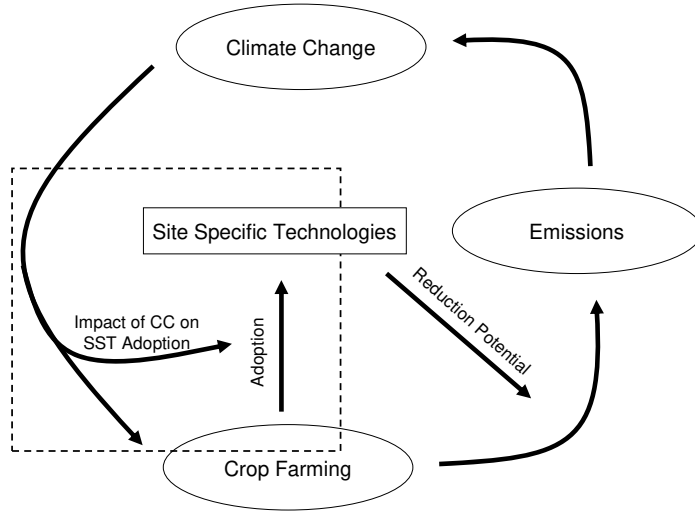 Climate Change
Site Specific Technologies
Emissions
Impact of CC on
SST Adoption
Adoption
Reduction Potential
Crop Farming